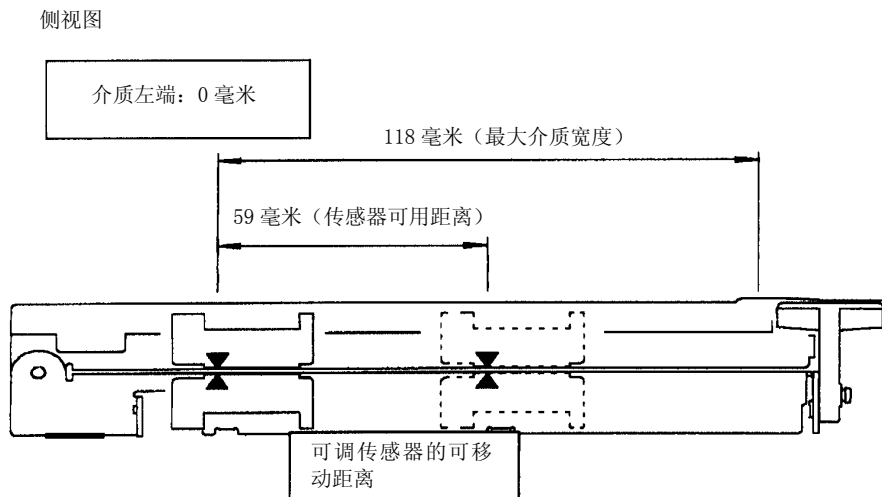 侧视图
介质左端：0 毫米
118 毫米（最大介质宽度）
59 毫米（传感器可用距离）
可调传感器的可移
动距离